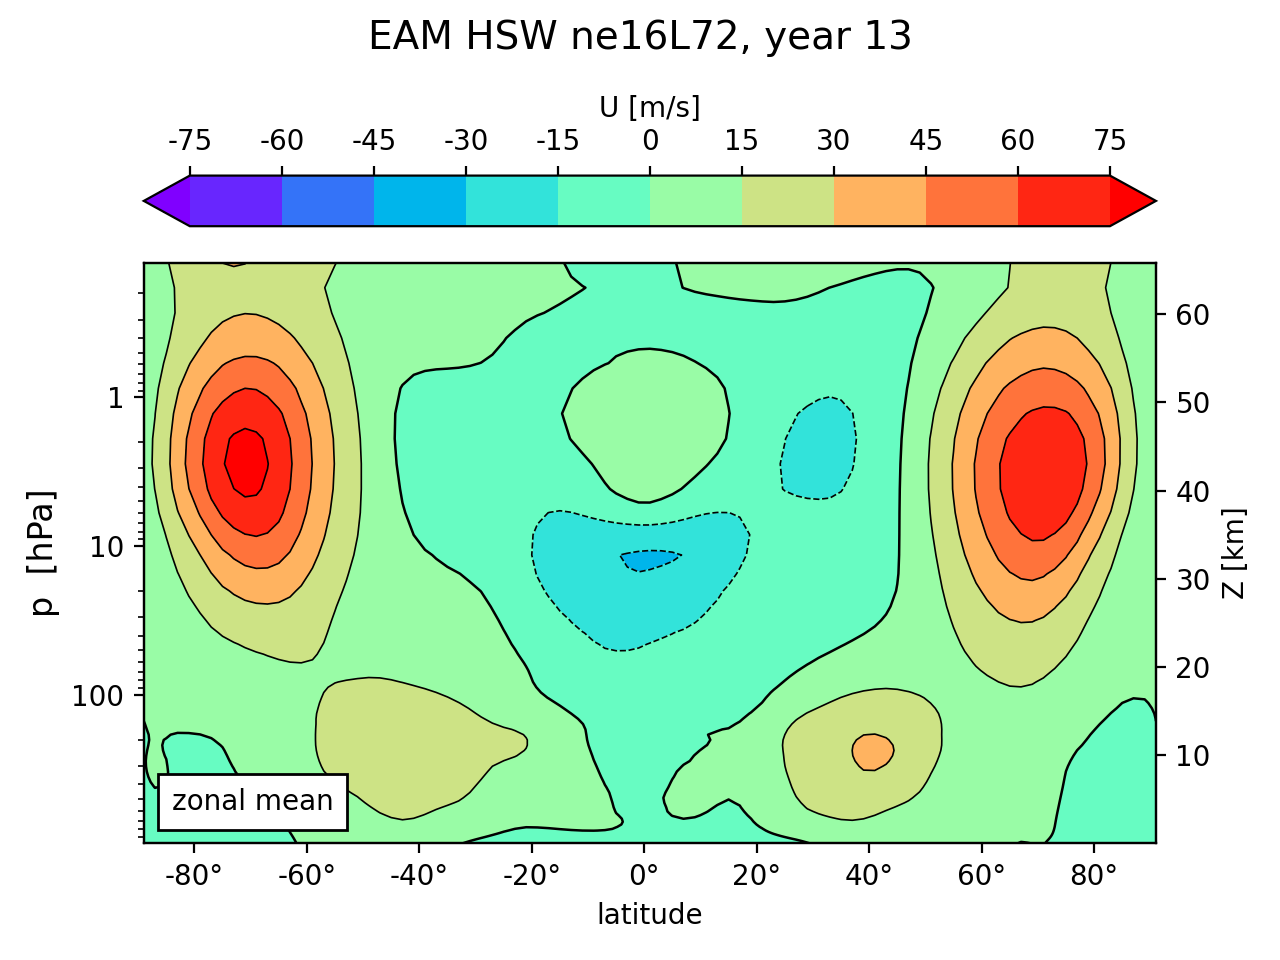 EAM HSW ne16L72, year 13
U [m/s]
-75 -60 -45 -30 -15 0 15 30 45 60 75
60
1
50
40
10
30
20
100
10
p [hPa]
Z [km]
zonal mean
-80° -60° -40° -20° 0° 20° 40° 60° 80°
latitude